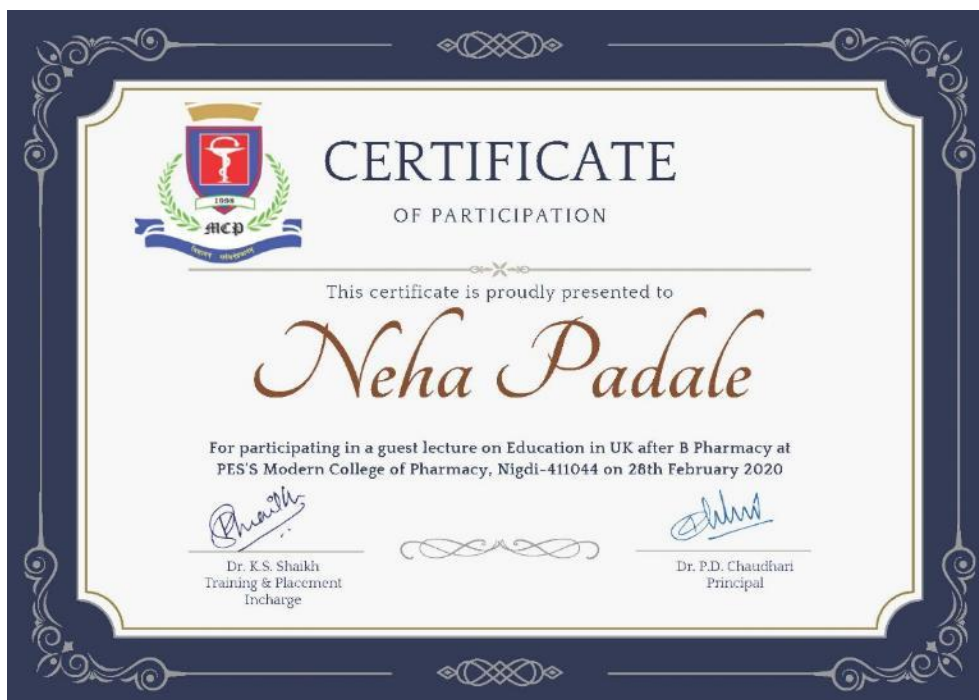 1998
MCP
CERTIFICATE
OF PARTICIPATION
This certificate is proudly presented to
Neha Padale
For participating in a guest lecture on Education in UK after B Pharmacy at
PES'S Modern College of Pharmacy, Nigdi-411044 on 28th February 2020
Dr. K.S. Shaikh
Training & Placement
Incharge
Dr. P.D. Chaudhari
Principal